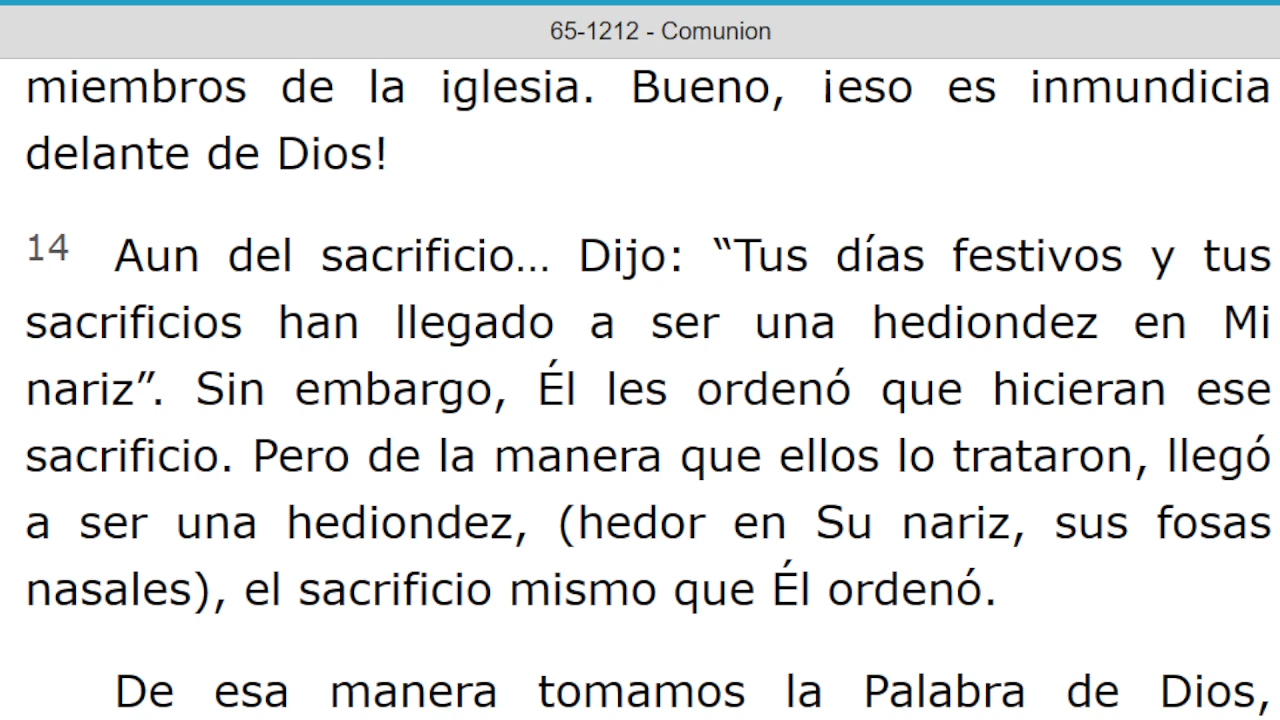 65-1212 - Comunion
miembros de la iglesia. Bueno, ¡eso es inmundicia
delante de Dios!
14 Aun del sacrificio... Dijo: “Tus días festivos y tus
sacrificios han llegado a ser una hediondez en Mi
nariz”. Sin embargo, Él les ordenó que hicieran ese
sacrificio. Pero de la manera que ellos lo trataron, llegó
a ser una hediondez, (hedor en Su nariz, sus fosas
nasales), el sacrificio mismo que Él ordenó.
De esa manera tomamos la Palabra de Dios,